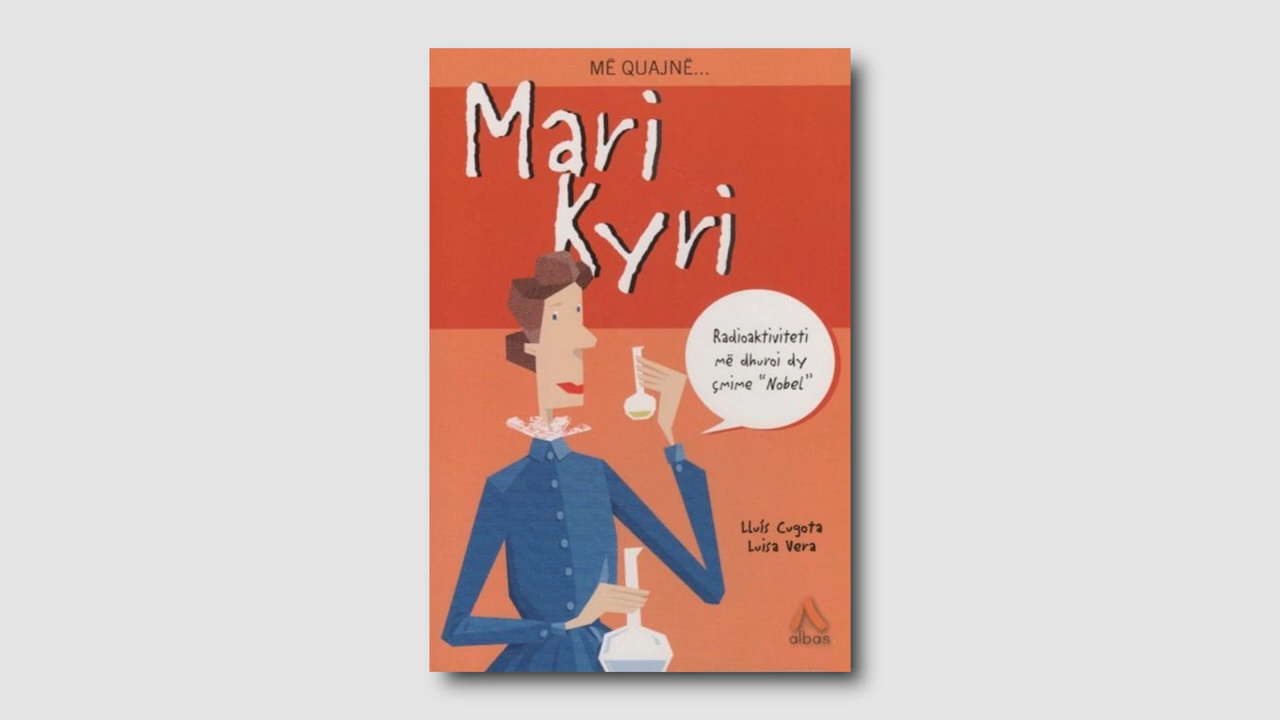 MË QUAJNË...
Mari
Kyri
Radioaktiviteti
më dhuroi dy
çmime “Nobel”
Lluís Cugota
Luisa Vera
albas